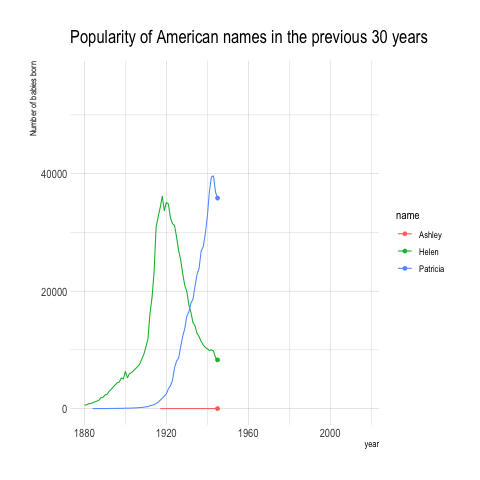 Popularity of American names in the previous 30 years
Number of babies born
40000
20000
0
1880
1920
1960
2000
year
name
Ashley
Helen
Patricia